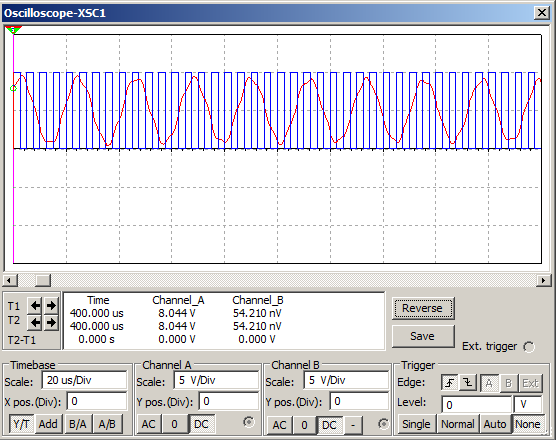 Oscilloscope-XSC1
Time Channel_A Channel_B
T1 400.000 us 8.044 V 54.210 nV
T2 400.000 us 8.044 V 54.210 nV
T2-T1 0.000 s 0.000 V 0.000 V
Reverse
Save
Ext. trigger
Timebase Channel A Channel B Trigger
Scale: 20 us/Div Scale: 5 V/Div Scale: 5 V/Div Edge: A B Ext
X pos.(Div): 0 Y pos.(Div): 0 Y pos.(Div): 0 Level: 0 V
Y/T Add B/A A/B AC 0 DC AC 0 DC - Single Normal Auto None